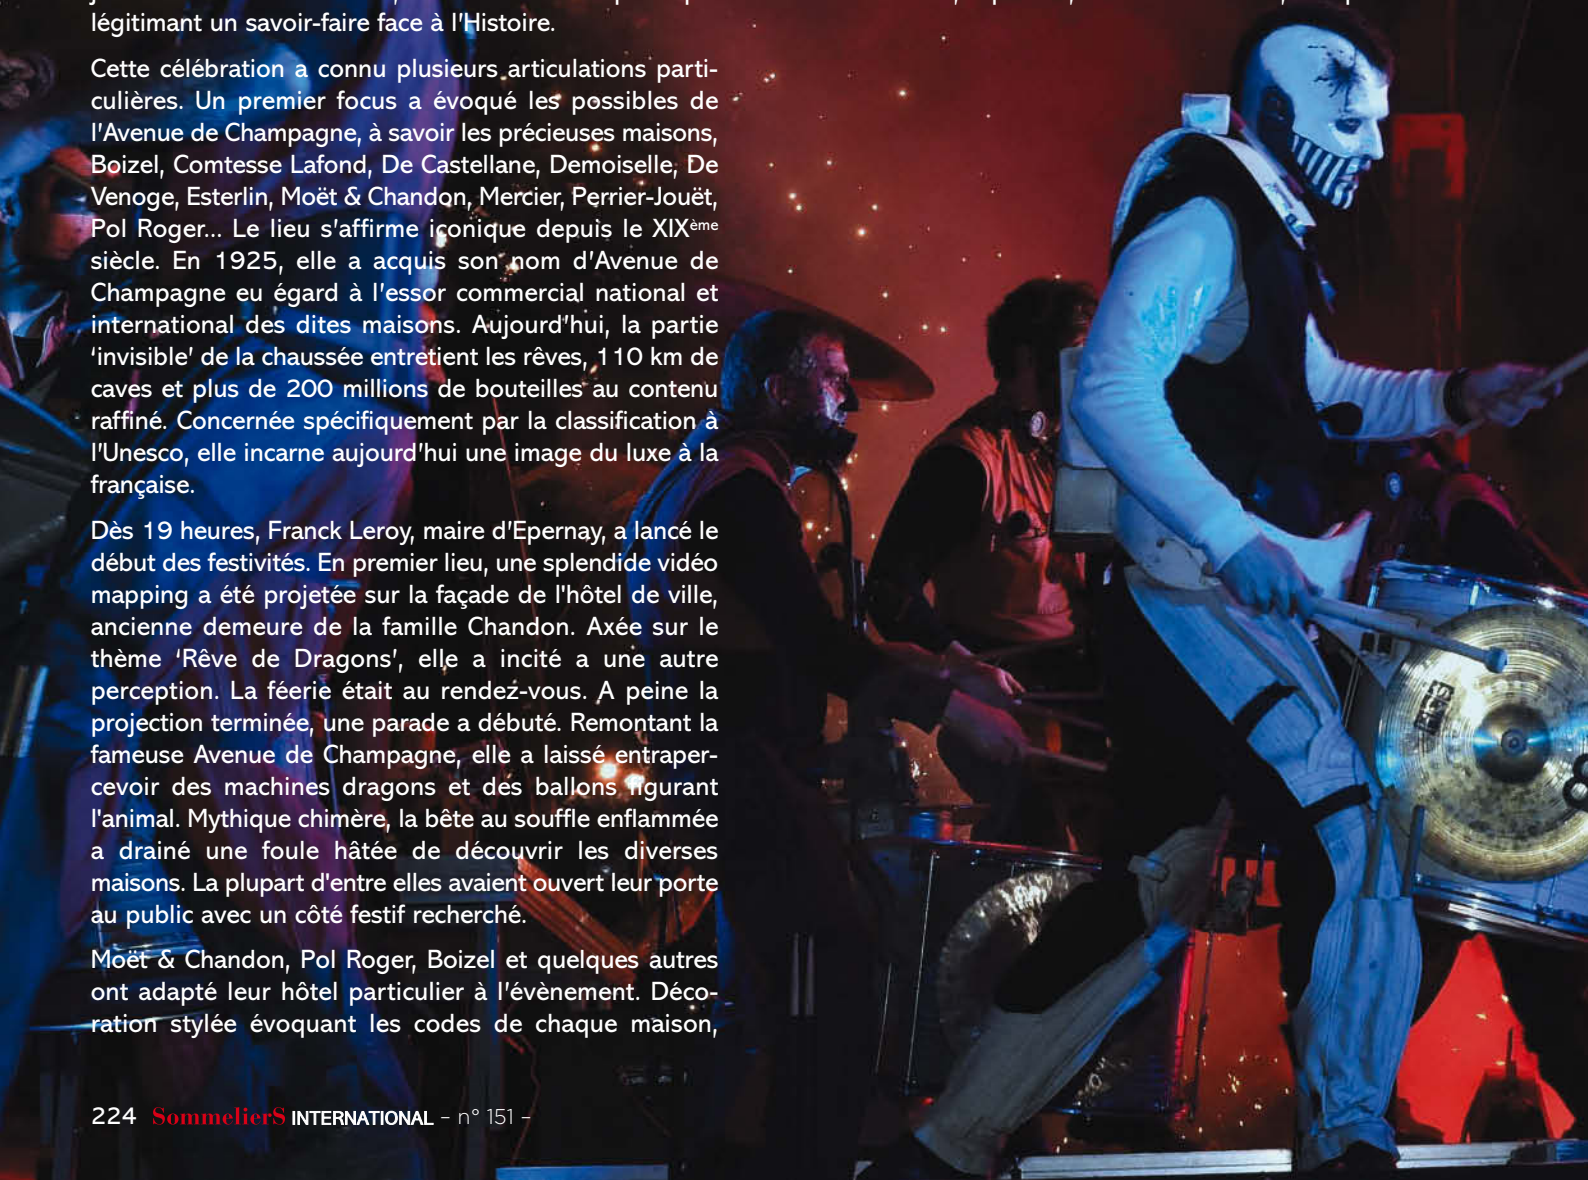 légitimant un savoir-faire face à l'Histoire.
Cette célébration a connu plusieurs articulations parti-
culières. Un premier focus a évoqué les possibles de
l'Avenue de Champagne, à savoir les précieuses maisons,
Boizel, Comtesse Lafond, De Castellane, Demoiselle, De
Venoge, Esterlin, Moët & Chandon, Mercier, Perrier-Jouët,
Pol Roger... Le lieu s'affirme iconique depuis le XIXème
siècle. En 1925, elle a acquis son nom d'Avenue de
Champagne eu égard à l'essor commercial national et
international des dites maisons. Aujourd'hui, la partie
'invisible' de la chaussée entretient les rêves, 110 km de
caves et plus de 200 millions de bouteilles au contenu
raffiné. Concernée spécifiquement par la classification à
l'Unesco, elle incarne aujourd'hui une image du luxe à la
française.
Dès 19 heures, Franck Leroy, maire d'Epernay, a lancé le
début des festivités. En premier lieu, une splendide vidéo
mapping a été projetée sur la façade de l'hôtel de ville,
ancienne demeure de la famille Chandon. Axée sur le
thème 'Rêve de Dragons', elle a incité a une autre
perception. La féerie était au rendez-vous. A peine la
projection terminée, une parade a débuté. Remontant la
fameuse Avenue de Champagne, elle a laissé entraper-
cevoir des machines dragons et des ballons figurant
l'animal. Mythique chimère, la bête au souffle enflammée
a drainé une foule hâtée de découvrir les diverses
maisons. La plupart d'entre elles avaient ouvert leur porte
au public avec un côté festif recherché.
Moët & Chandon, Pol Roger, Boizel et quelques autres
ont adapté leur hôtel particulier à l'évènement. Déco-
ration stylée évoquant les codes de chaque maison,
224 SommelierS INTERNATIONAL – n° 151 –